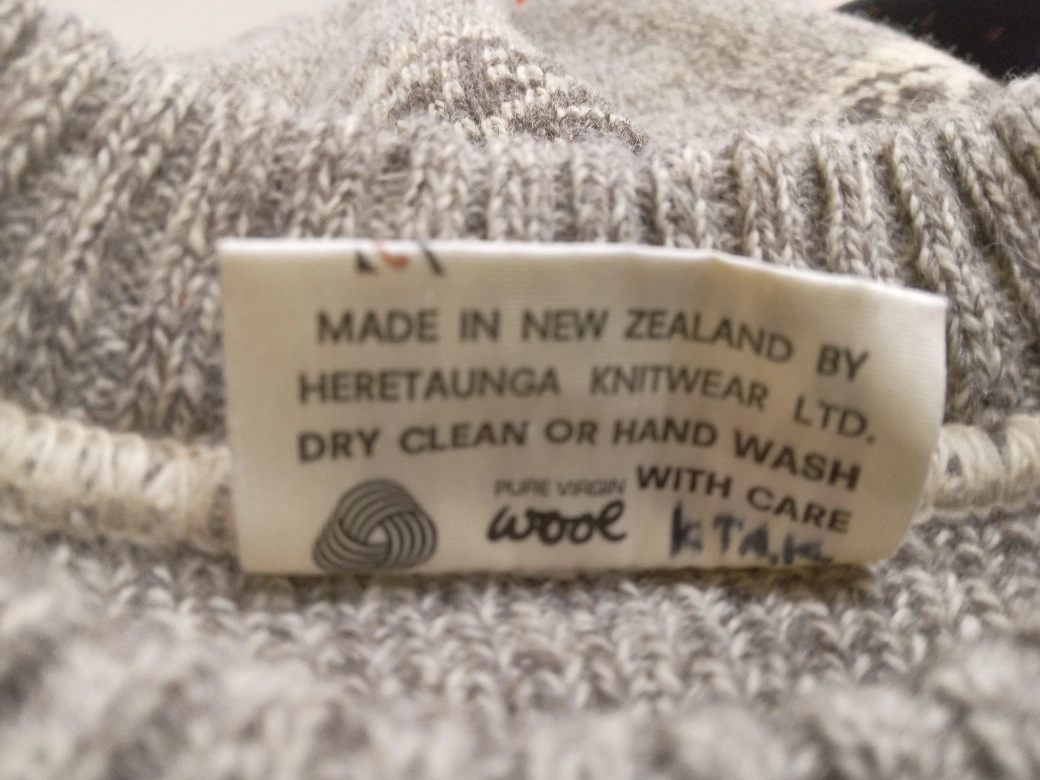 MADE IN NEW ZEALAND BY
HERETAUNGA KNITWEAR LTD.
DRY CLEAN OR HAND WASH
WITH CARE
PURE VIRGIN
wool